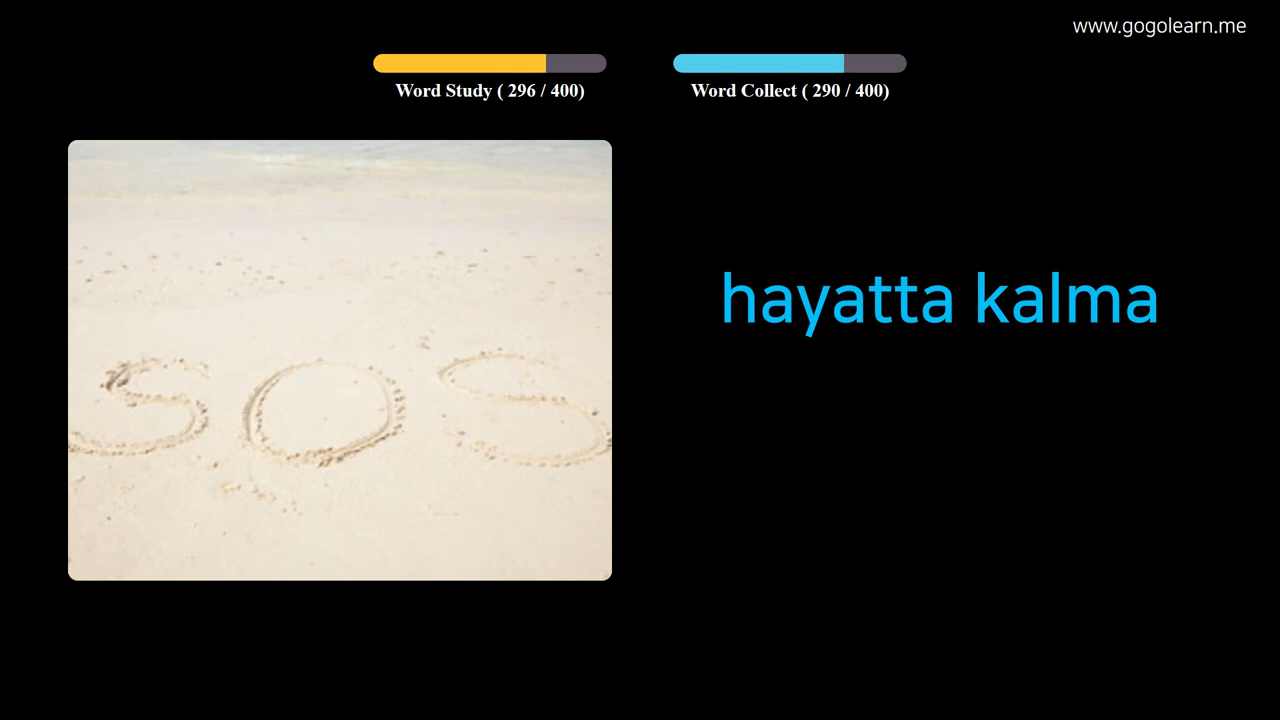 www.gogolearn.me
Word Study ( 296 / 400)
Word Collect ( 290 / 400)
SOS
hayatta kalma